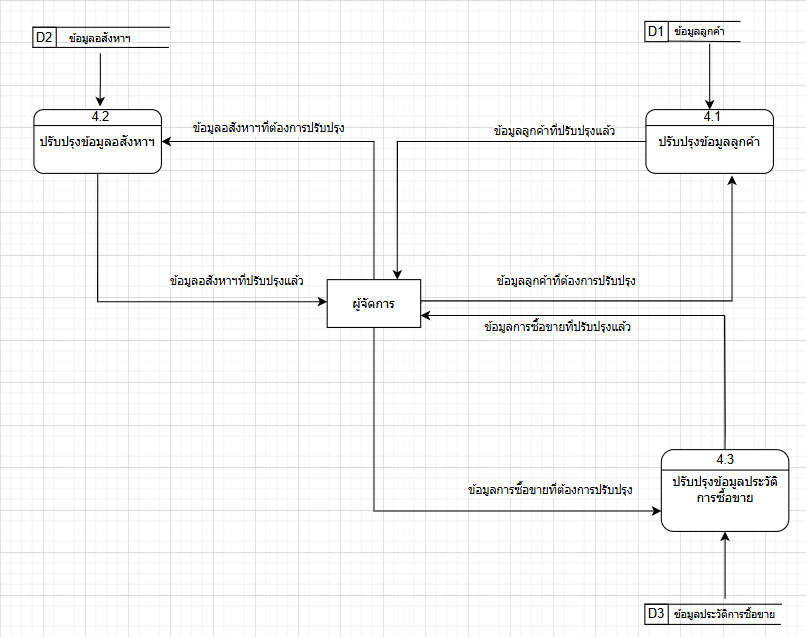 D2 ข้อมูลอสังหาฯ
D1 ข้อมูลลูกค้า
4.2
ปรับปรุงข้อมูลอสังหาฯ
ข้อมูลอสังหาฯที่ต้องการปรับปรุง
ข้อมูลลูกค้าที่ปรับปรุงแล้ว
4.1
ปรับปรุงข้อมูลลูกค้า
ข้อมูลอสังหาฯที่ปรับปรุงแล้ว
ผู้จัดการ
ข้อมูลลูกค้าที่ต้องการปรับปรุง
ข้อมูลการซื้อขายที่ปรับปรุงแล้ว
4.3
ปรับปรุงข้อมูลประวัติ
การซื้อขาย
ข้อมูลการซื้อขายที่ต้องการปรับปรุง
D3 ข้อมูลประวัติการซื้อขาย